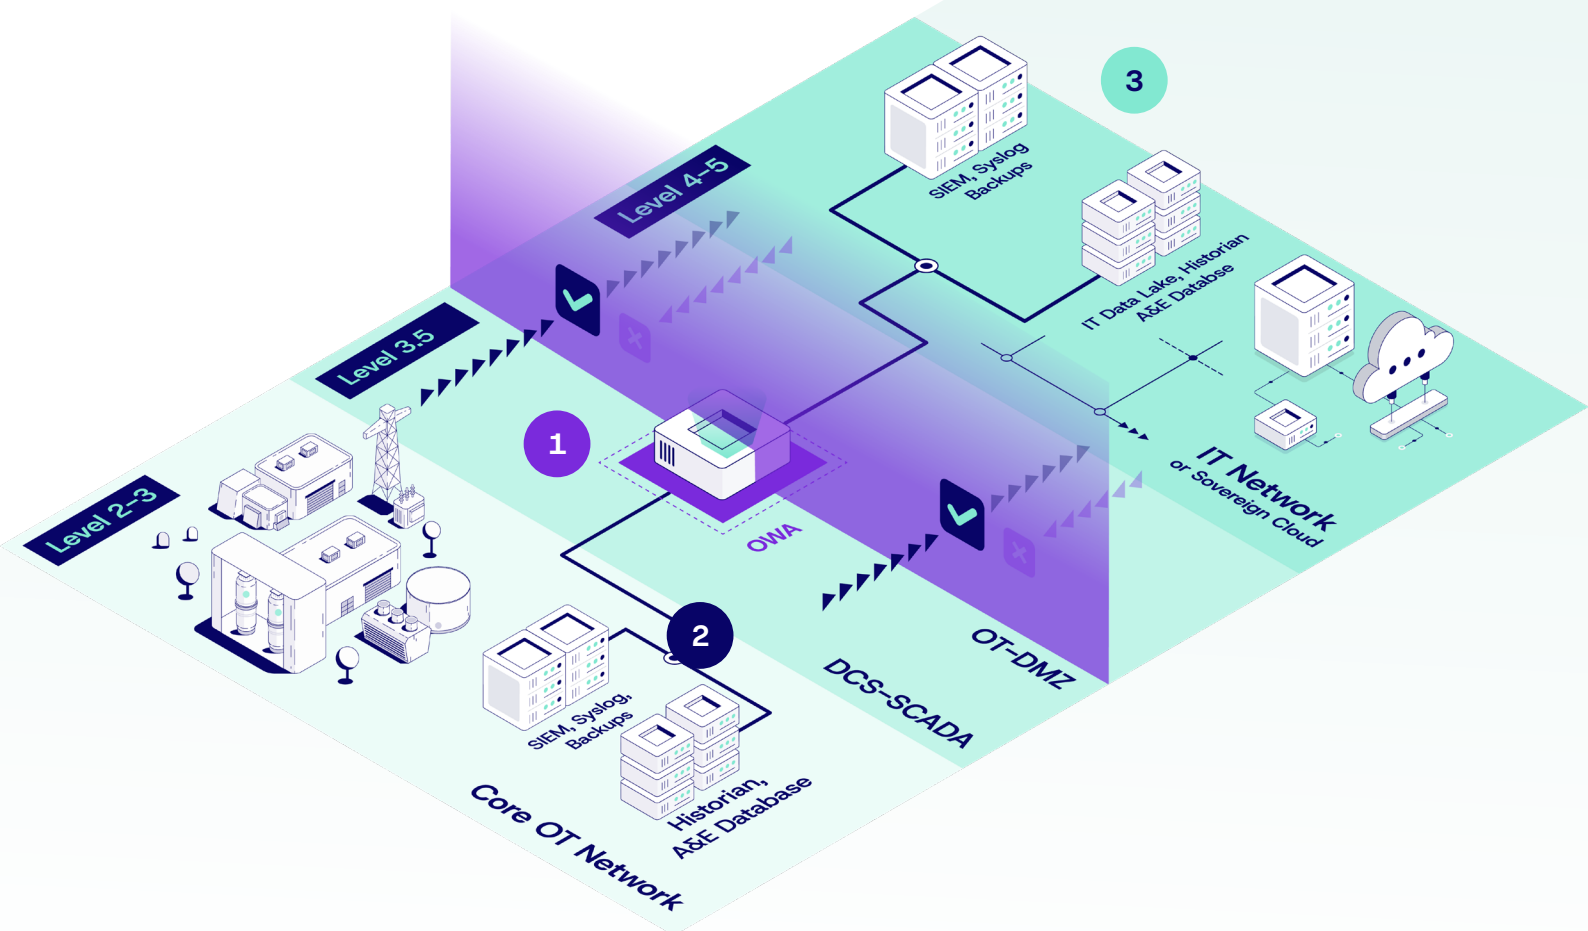 3
SIEM, Syslog
Backups
Level 4-5
IT Data Lake, Historian
A&E Databse
Level 3.5
1
IT Network
or Sovereign Cloud
Level 2-3
OWA
2
OT-DMZ
DCS-SCADA
SIEM, Syslog,
Backups
Historian,
A&E Database
Core OT Network